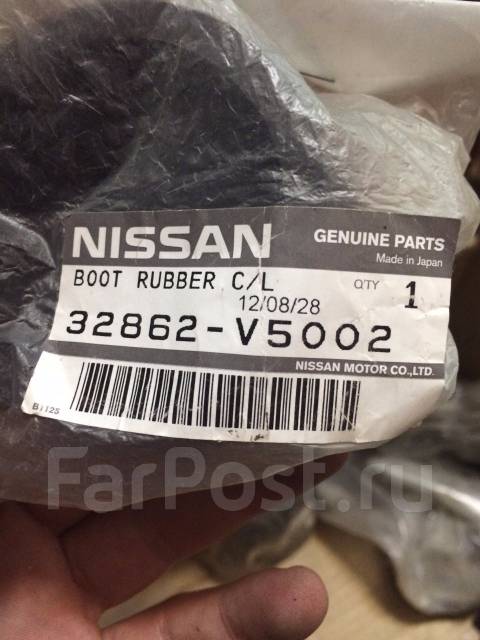 NISSAN
GENUINE PARTS
Made in Japan
BOOT RUBBER C/L
QTY 1
12/08/28
32862-V5002
NISSAN MOTOR CO.,LTD.
B1125
FarPost.ru